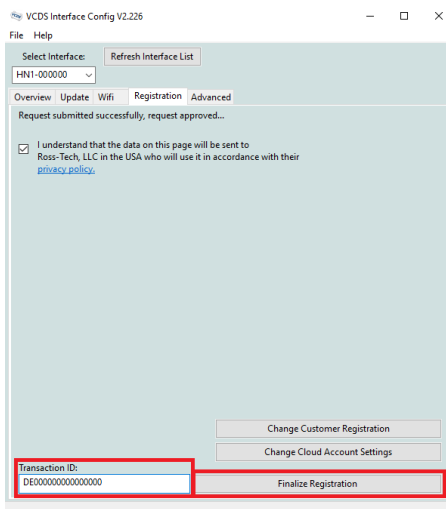 VCDS Interface Config V2.226
File Help
Select Interface: Refresh Interface List
HN1-000000
Overview Update Wifi Registration Advanced
Request submitted successfully, request approved...
I understand that the data on this page will be sent to
Ross-Tech, LLC in the USA who will use it in accordance with their
privacy policy.
Change Customer Registration
Change Cloud Account Settings
Transaction ID:
DE00000000000000
Finalize Registration